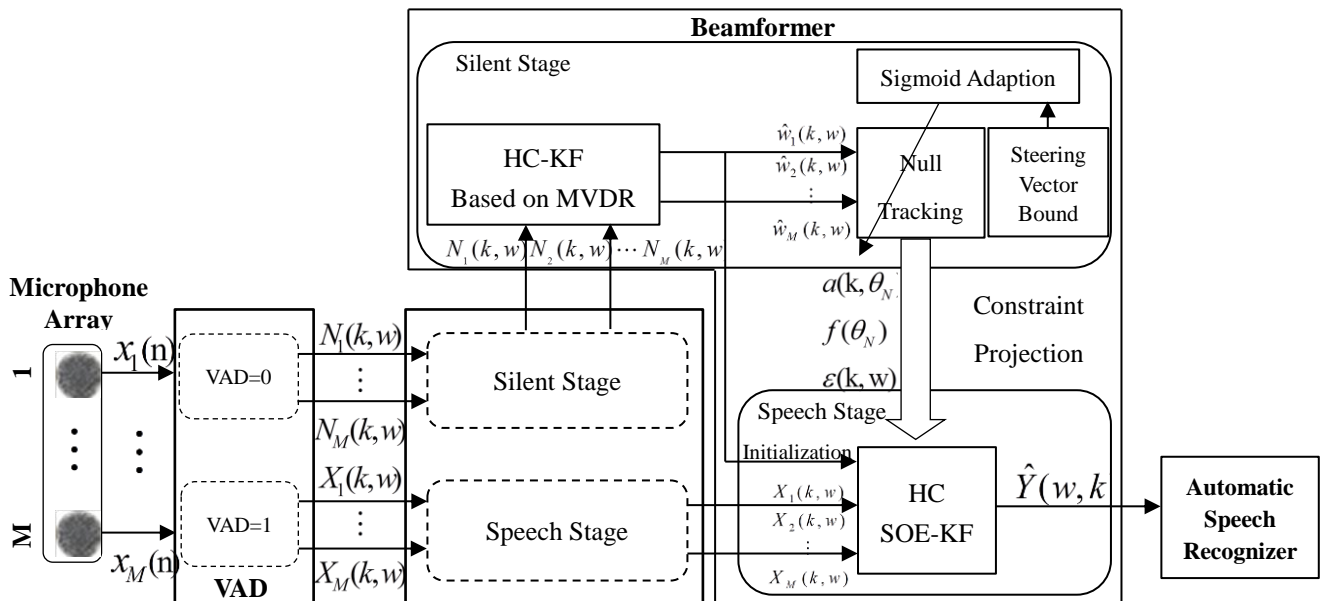 Beamformer
Silent Stage
Sigmoid Adaption
HC-KF
Based on MVDR
ŵ₁(k,w)
ŵ₂(k,w)
⋮
ŵ_M(k,w)
Null
Tracking
Steering
Vector
Bound
N₁(k,w) N₂(k,w) ⋯ N_M(k,w
Microphone
Array
1
x₁(n)
⋮
⋮
M
x_M(n)
VAD=0
VAD=1
VAD
N₁(k,w)
⋮
N_M(k,w)
X₁(k,w)
⋮
X_M(k,w)
Silent Stage
Speech Stage
a(k,θ_N
f(θ_N)
ε(k,w)
Constraint
Projection
Speech Stage
Initialization
X₁(k,w)
X₂(k,w)
⋮
X_M(k,w)
HC
SOE-KF
Ŷ(w,k
Automatic
Speech
Recognizer